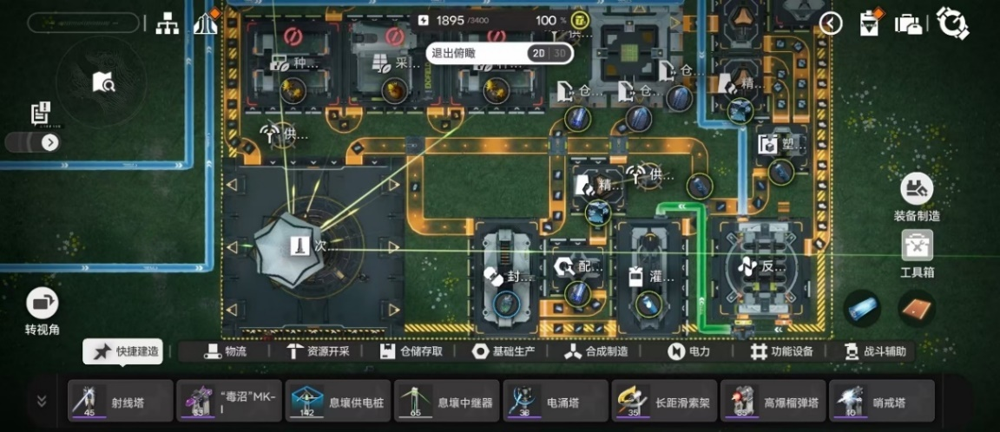 1895/3400
100 %
供...
退出俯瞰
2D 3D
种...
采...
种...
仓...
仓...
仓...
精...
供...
塑...
精...
供...
次...
封...
配...
灌...
反...
装备制造
工具箱
转视角
快捷建造
物流
资源开采
仓储存取
基础生产
合成制造
电力
功能设备
战斗辅助
45
射线塔
33
“毒沼”MK-
I
142
息壤供电桩
65
息壤中继器
38
电涌塔
35
长距滑索架
85
高爆榴弹塔
10
哨戒塔